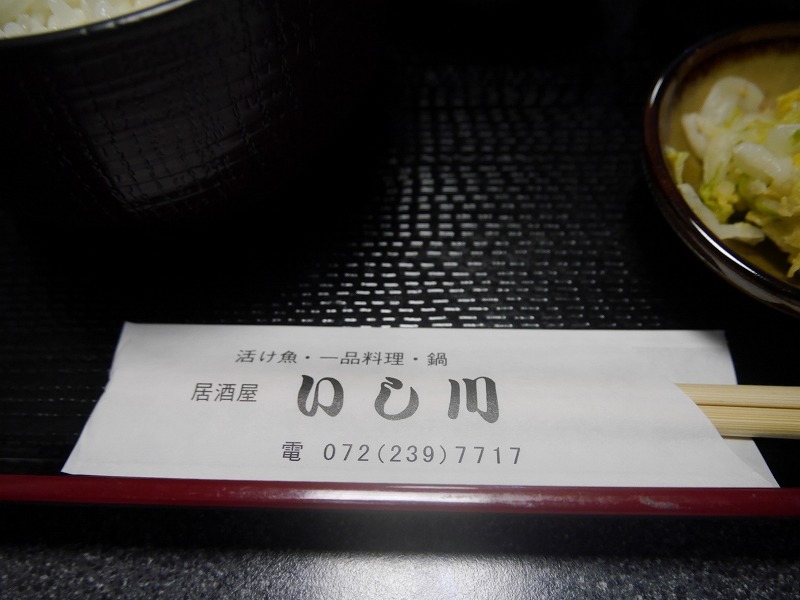 活け魚・一品料理・鍋
居酒屋 いし川
電 072(239)7717